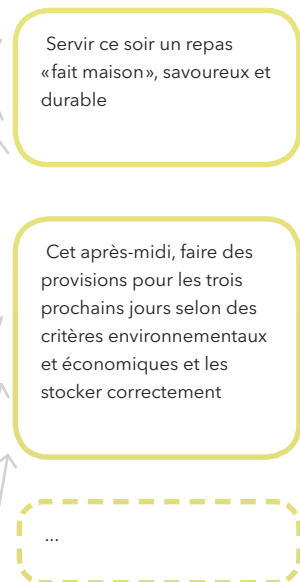 Servir ce soir un repas
«fait maison», savoureux et
durable
Cet après-midi, faire des
provisions pour les trois
prochains jours selon des
critères environnementaux
et économiques et les
stocker correctement
...